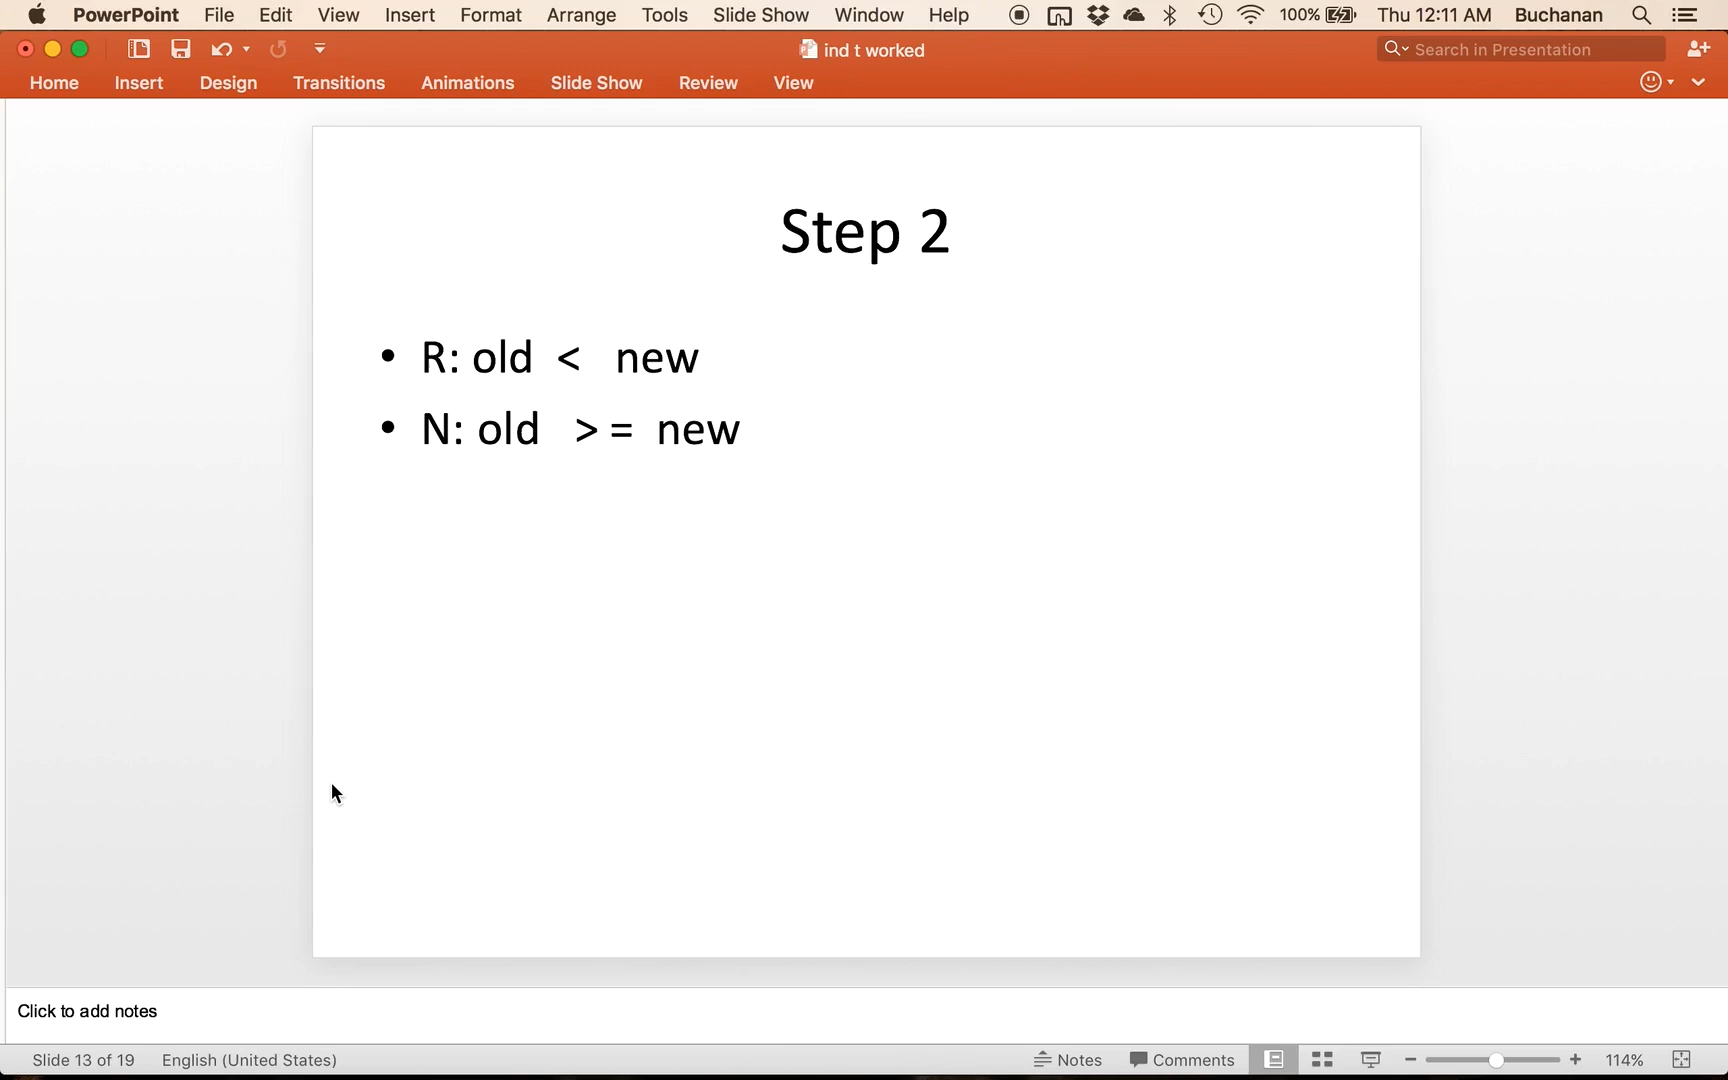 PowerPoint File Edit View Insert Format Arrange Tools Slide Show Window Help 100% Thu 12:11 AM Buchanan
ind t worked Search in Presentation
Home Insert Design Transitions Animations Slide Show Review View
Step 2
• R: old < new
• N: old > = new
Click to add notes
Slide 13 of 19 English (United States) Notes Comments 114%